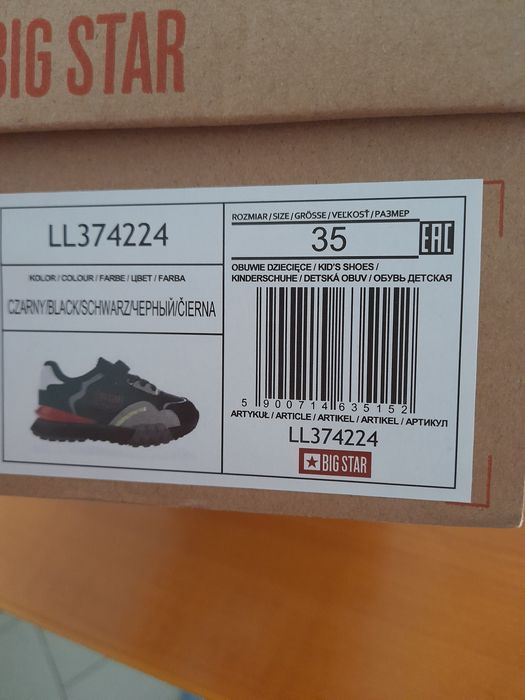 BIG STAR
LL374224
KOLOR / COLOUR / FARBE / ЦВЕТ / FARBA
CZARNY/BLACK/SCHWARZ/ЧЕРНЫЙ/ČIERNA
ROZMIAR / SIZE / GRÖSSE / VEĽKOSŤ / РАЗМЕР
35
EAC
OBUWIE DZIECIĘCE / KID'S SHOES /
KINDERSCHUHE / DETSKÁ OBUV / ОБУВЬ ДЕТСКАЯ
5 900714 635152
ARTYKUŁ / ARTICLE / ARTIKEL / ARTIKEL / АРТИКУЛ
LL374224
BIG STAR